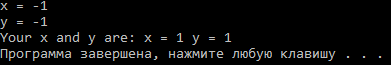 x = -1
y = -1
Your x and y are: x = 1 y = 1
Программа завершена, нажмите любую клавишу . . .